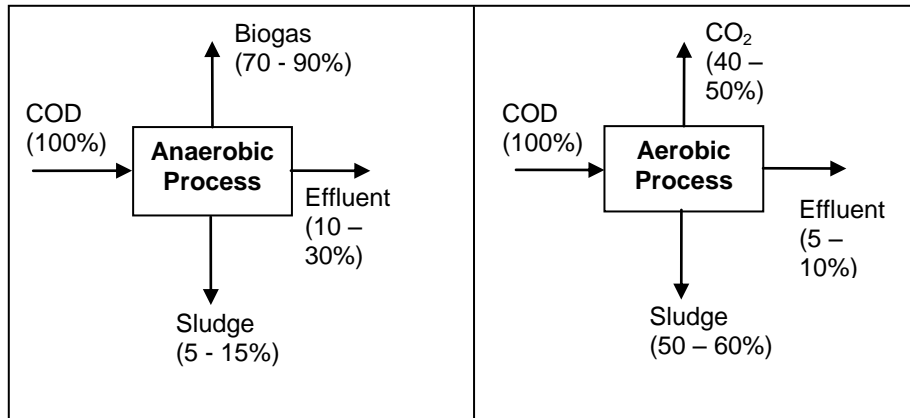 Biogas
(70 - 90%)
COD
(100%)
Anaerobic
Process
Effluent
(10 –
30%)
Sludge
(5 - 15%)
CO₂
(40 –
50%)
COD
(100%)
Aerobic
Process
Effluent
(5 –
10%)
Sludge
(50 – 60%)